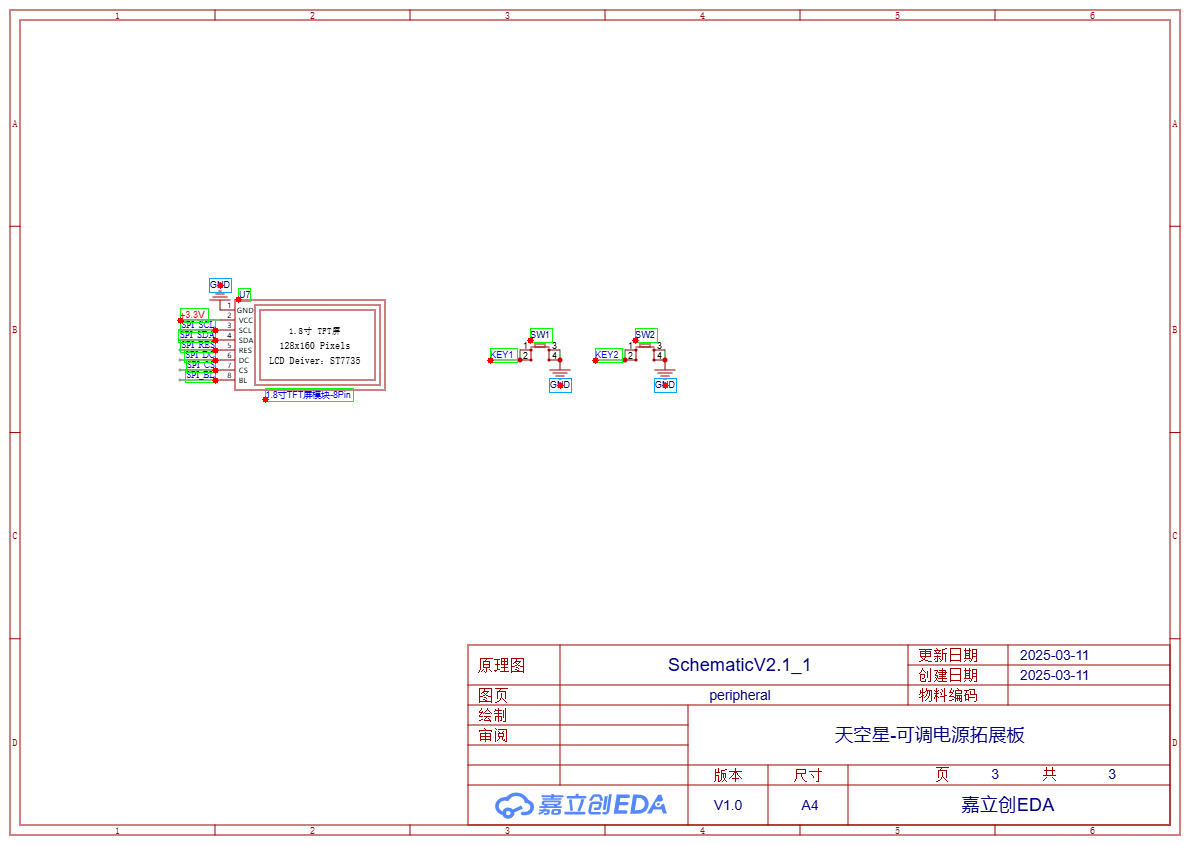 1 2 3 4 5 6
A A
GND
U7
1 GND
+3.3V 2 VCC
SPI_SCL 3 SCL
SPI_SDA 4 SDA
SPI_RES 5 RES
SPI_DC 6 DC
SPI_CS 7 CS
SPI_BL 8 BL
1.8寸 TFT屏
128x160 Pixels
LCD Deiver: ST7735
1.8寸TFT屏模块-8Pin
B B
SW1
1 3
KEY1 2 4
GND
SW2
1 3
KEY2 2 4
GND
C C
D D
原理图 SchematicV2.1_1
更新日期 2025-03-11
创建日期 2025-03-11
图页 peripheral 物料编码
绘制
审阅
天空星-可调电源拓展板
版本 尺寸 页 3 共 3
嘉立创EDA V1.0 A4 嘉立创EDA
1 2 3 4 5 6